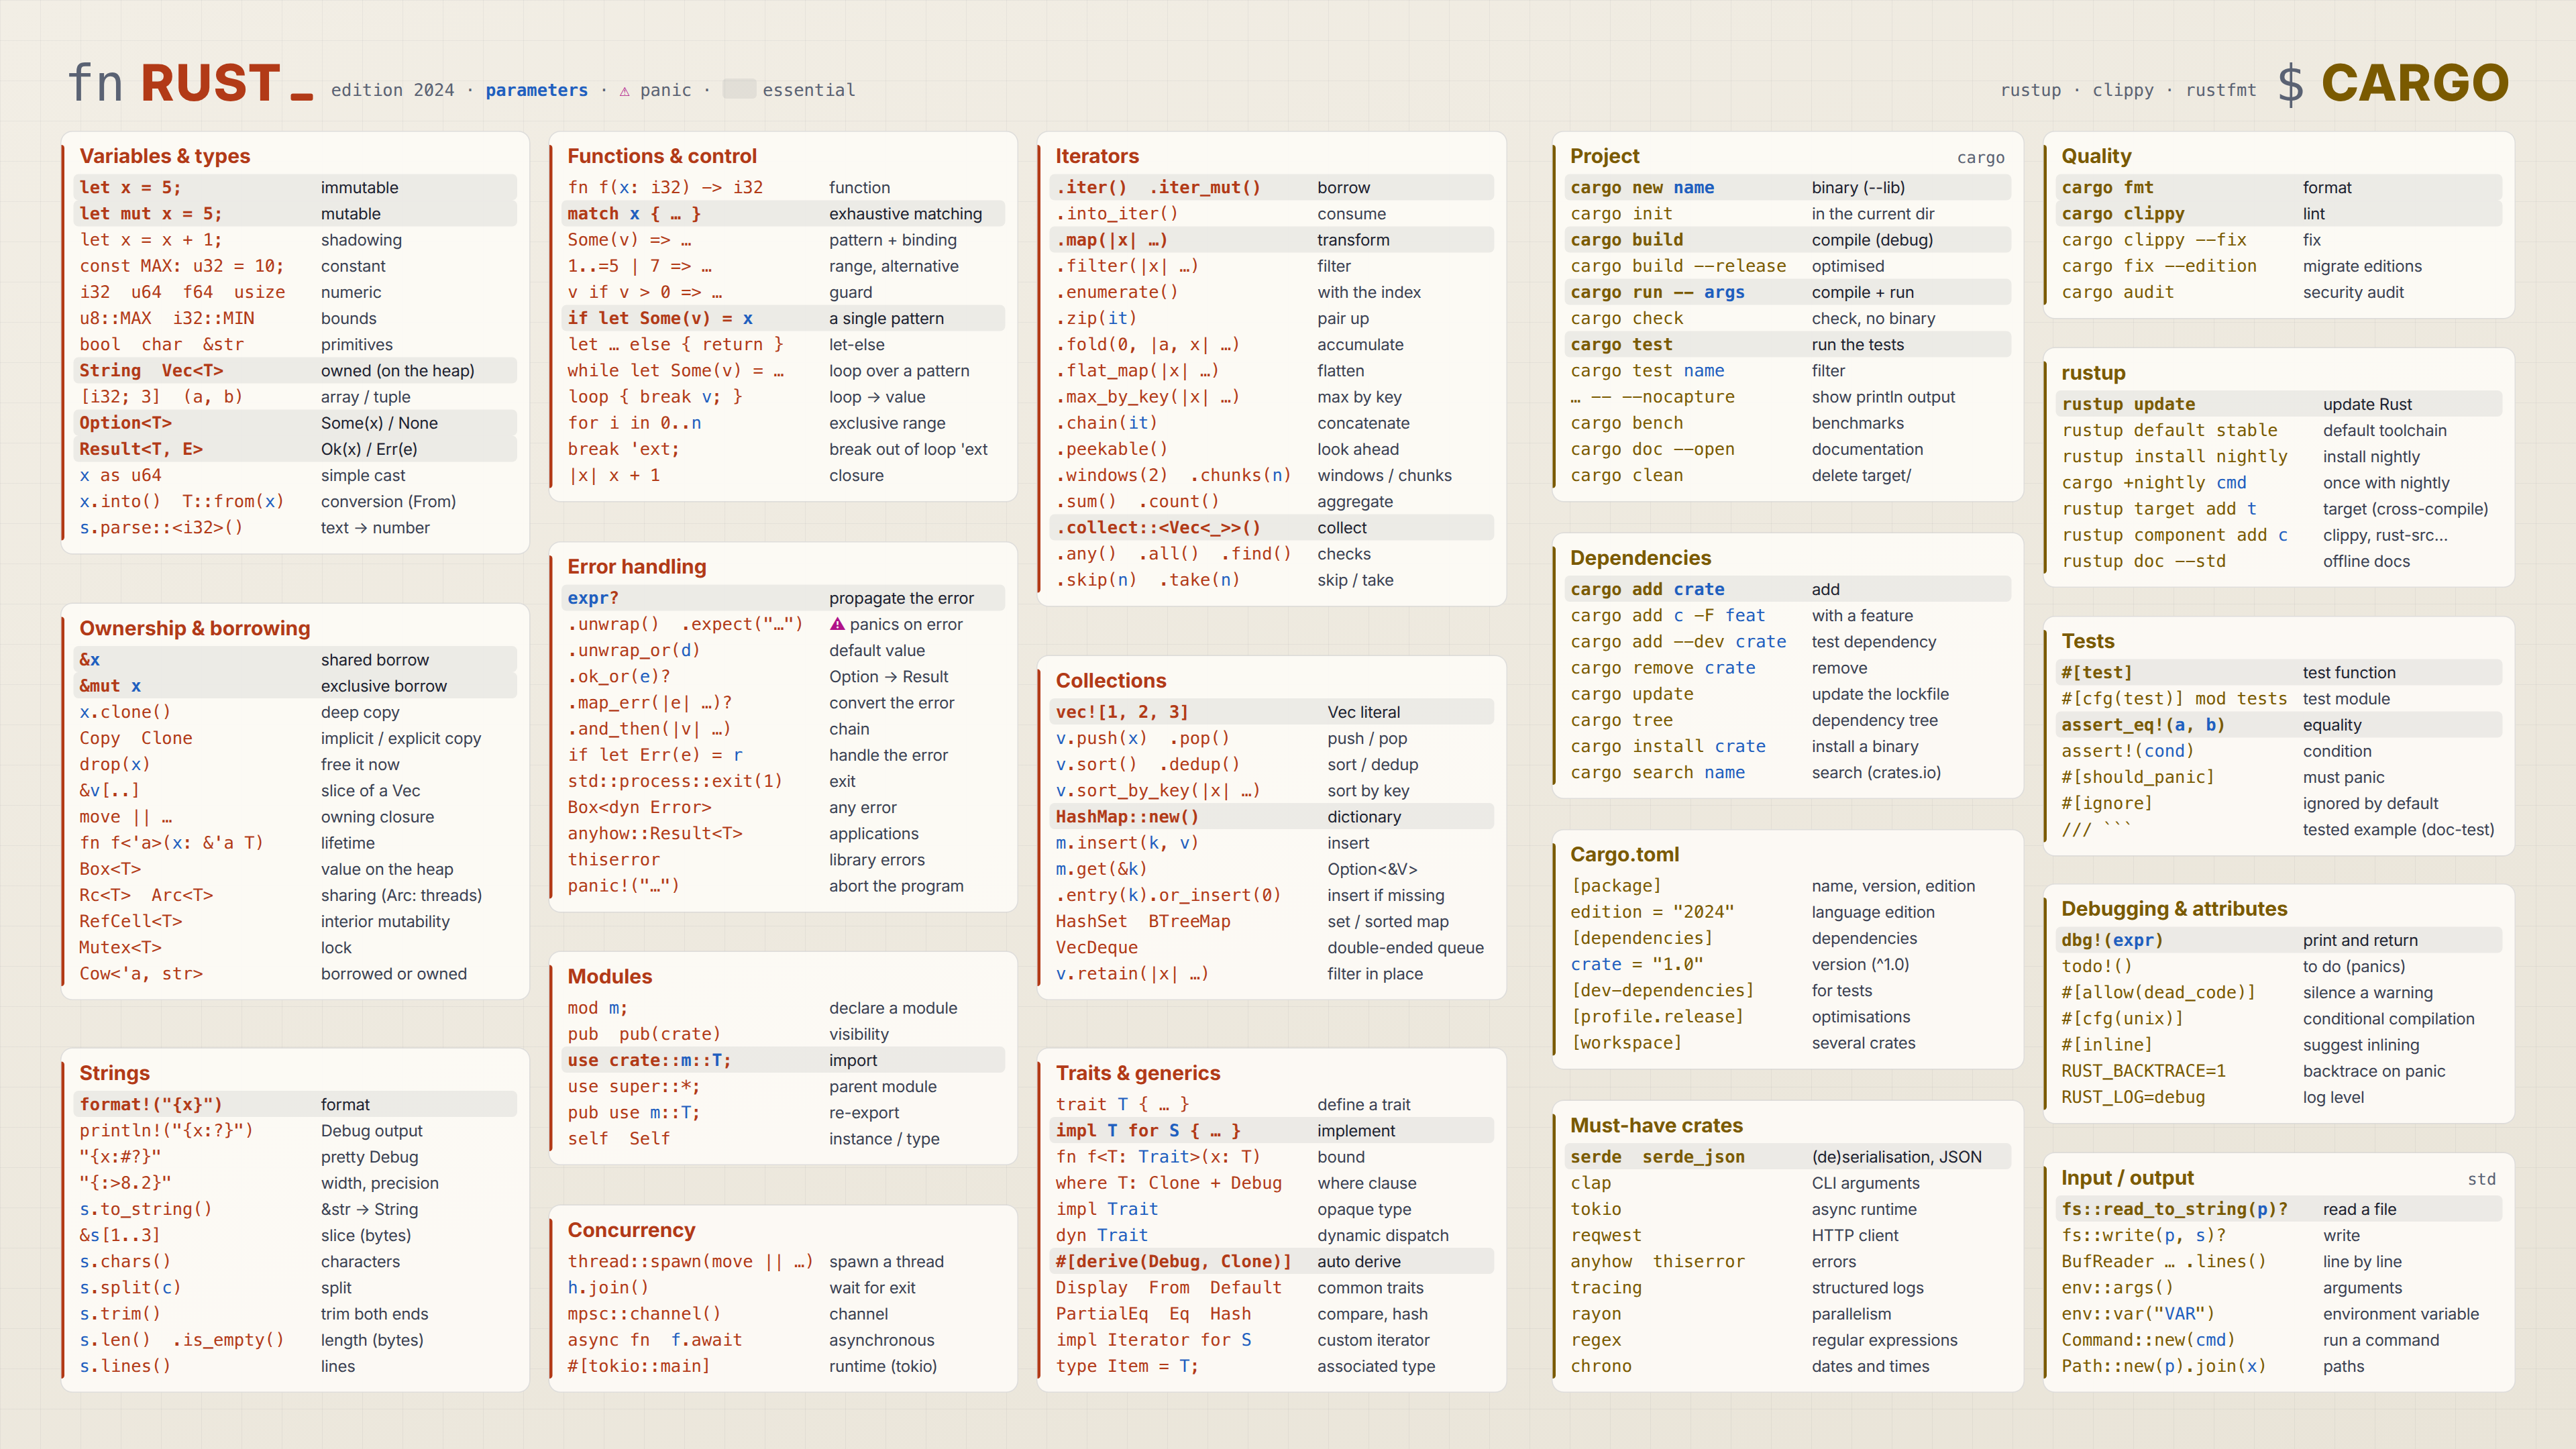 fn RUST_ edition 2024 · parameters · ⚠ panic · essential
rustup · clippy · rustfmt $ CARGO
Variables & types
let x = 5; immutable
let mut x = 5; mutable
let x = x + 1; shadowing
const MAX: u32 = 10; constant
i32 u64 f64 usize numeric
u8::MAX i32::MIN bounds
bool char &str primitives
String Vec<T> owned (on the heap)
[i32; 3] (a, b) array / tuple
Option<T> Some(x) / None
Result<T, E> Ok(x) / Err(e)
x as u64 simple cast
x.into() T::from(x) conversion (From)
s.parse::<i32>() text → number
Ownership & borrowing
&x shared borrow
&mut x exclusive borrow
x.clone() deep copy
Copy Clone implicit / explicit copy
drop(x) free it now
&v[..] slice of a Vec
move || … owning closure
fn f<'a>(x: &'a T) lifetime
Box<T> value on the heap
Rc<T> Arc<T> sharing (Arc: threads)
RefCell<T> interior mutability
Mutex<T> lock
Cow<'a, str> borrowed or owned
Strings
format!("{x}") format
println!("{x:?}") Debug output
"{x:#?}" pretty Debug
"{:>8.2}" width, precision
s.to_string() &str → String
&s[1..3] slice (bytes)
s.chars() characters
s.split(c) split
s.trim() trim both ends
s.len() .is_empty() length (bytes)
s.lines() lines
Functions & control
fn f(x: i32) -> i32 function
match x { … } exhaustive matching
Some(v) => … pattern + binding
1..=5 | 7 => … range, alternative
v if v > 0 => … guard
if let Some(v) = x a single pattern
let … else { return } let-else
while let Some(v) = … loop over a pattern
loop { break v; } loop → value
for i in 0..n exclusive range
break 'ext; break out of loop 'ext
|x| x + 1 closure
Error handling
expr? propagate the error
.unwrap() .expect("…") ⚠ panics on error
.unwrap_or(d) default value
.ok_or(e)? Option → Result
.map_err(|e| …)? convert the error
.and_then(|v| …) chain
if let Err(e) = r handle the error
std::process::exit(1) exit
Box<dyn Error> any error
anyhow::Result<T> applications
thiserror library errors
panic!("…") abort the program
Modules
mod m; declare a module
pub pub(crate) visibility
use crate::m::T; import
use super::*; parent module
pub use m::T; re-export
self Self instance / type
Concurrency
thread::spawn(move || …) spawn a thread
h.join() wait for exit
mpsc::channel() channel
async fn f.await asynchronous
#[tokio::main] runtime (tokio)
Iterators
.iter() .iter_mut() borrow
.into_iter() consume
.map(|x| …) transform
.filter(|x| …) filter
.enumerate() with the index
.zip(it) pair up
.fold(0, |a, x| …) accumulate
.flat_map(|x| …) flatten
.max_by_key(|x| …) max by key
.chain(it) concatenate
.peekable() look ahead
.windows(2) .chunks(n) windows / chunks
.sum() .count() aggregate
.collect::<Vec<_>>() collect
.any() .all() .find() checks
.skip(n) .take(n) skip / take
Collections
vec![1, 2, 3] Vec literal
v.push(x) .pop() push / pop
v.sort() .dedup() sort / dedup
v.sort_by_key(|x| …) sort by key
HashMap::new() dictionary
m.insert(k, v) insert
m.get(&k) Option<&V>
.entry(k).or_insert(0) insert if missing
HashSet BTreeMap set / sorted map
VecDeque double-ended queue
v.retain(|x| …) filter in place
Traits & generics
trait T { … } define a trait
impl T for S { … } implement
fn f<T: Trait>(x: T) bound
where T: Clone + Debug where clause
impl Trait opaque type
dyn Trait dynamic dispatch
#[derive(Debug, Clone)] auto derive
Display From Default common traits
PartialEq Eq Hash compare, hash
impl Iterator for S custom iterator
type Item = T; associated type
Project cargo
cargo new name binary (--lib)
cargo init in the current dir
cargo build compile (debug)
cargo build --release optimised
cargo run -- args compile + run
cargo check check, no binary
cargo test run the tests
cargo test name filter
… -- --nocapture show println output
cargo bench benchmarks
cargo doc --open documentation
cargo clean delete target/
Dependencies
cargo add crate add
cargo add c -F feat with a feature
cargo add --dev crate test dependency
cargo remove crate remove
cargo update update the lockfile
cargo tree dependency tree
cargo install crate install a binary
cargo search name search (crates.io)
Cargo.toml
[package] name, version, edition
edition = "2024" language edition
[dependencies] dependencies
crate = "1.0" version (^1.0)
[dev-dependencies] for tests
[profile.release] optimisations
[workspace] several crates
Must-have crates
serde serde_json (de)serialisation, JSON
clap CLI arguments
tokio async runtime
reqwest HTTP client
anyhow thiserror errors
tracing structured logs
rayon parallelism
regex regular expressions
chrono dates and times
Quality
cargo fmt format
cargo clippy lint
cargo clippy --fix fix
cargo fix --edition migrate editions
cargo audit security audit
rustup
rustup update update Rust
rustup default stable default toolchain
rustup install nightly install nightly
cargo +nightly cmd once with nightly
rustup target add t target (cross-compile)
rustup component add c clippy, rust-src…
rustup doc --std offline docs
Tests
#[test] test function
#[cfg(test)] mod tests test module
assert_eq!(a, b) equality
assert!(cond) condition
#[should_panic] must panic
#[ignore] ignored by default
/// ``` tested example (doc-test)
Debugging & attributes
dbg!(expr) print and return
todo!() to do (panics)
#[allow(dead_code)] silence a warning
#[cfg(unix)] conditional compilation
#[inline] suggest inlining
RUST_BACKTRACE=1 backtrace on panic
RUST_LOG=debug log level
Input / output std
fs::read_to_string(p)? read a file
fs::write(p, s)? write
BufReader … .lines() line by line
env::args() arguments
env::var("VAR") environment variable
Command::new(cmd) run a command
Path::new(p).join(x) paths